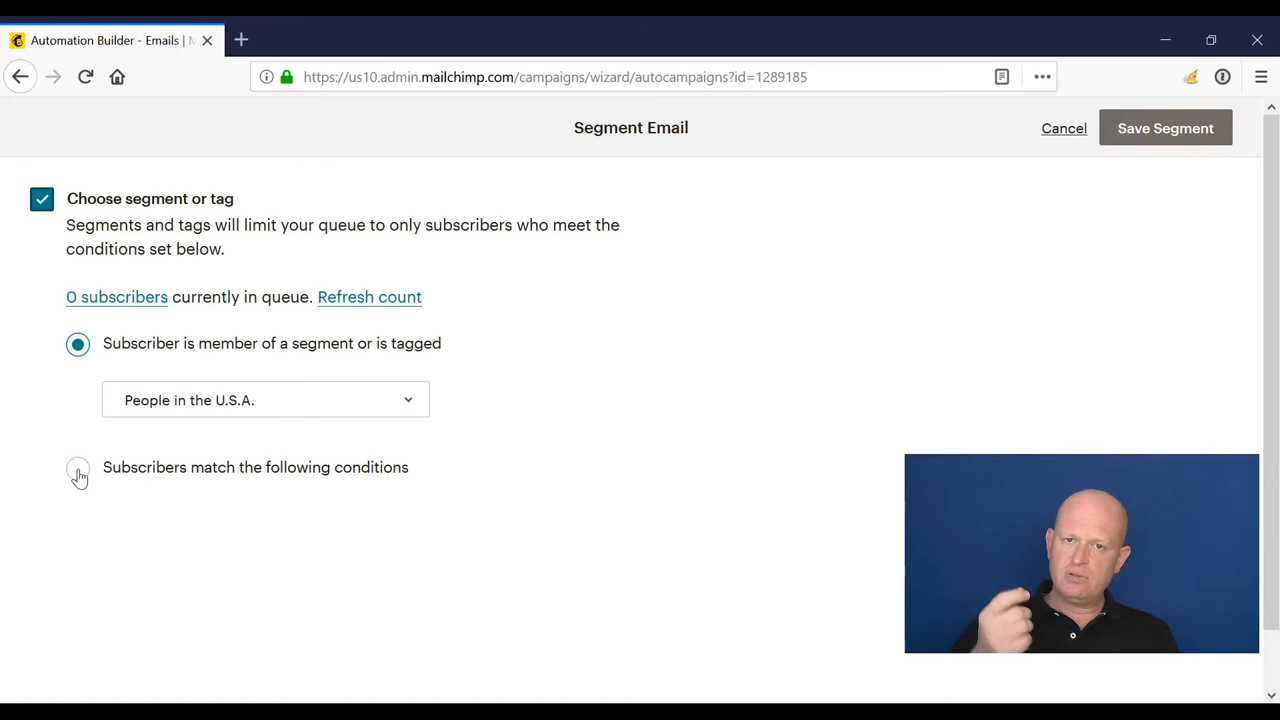 Automation Builder - Emails |
https://us10.admin.mailchimp.com/campaigns/wizard/autocampaigns?id=1289185
Segment Email
Cancel
Save Segment
Choose segment or tag
Segments and tags will limit your queue to only subscribers who meet the
conditions set below.
0 subscribers currently in queue. Refresh count
Subscriber is member of a segment or is tagged
People in the U.S.A.
Subscribers match the following conditions